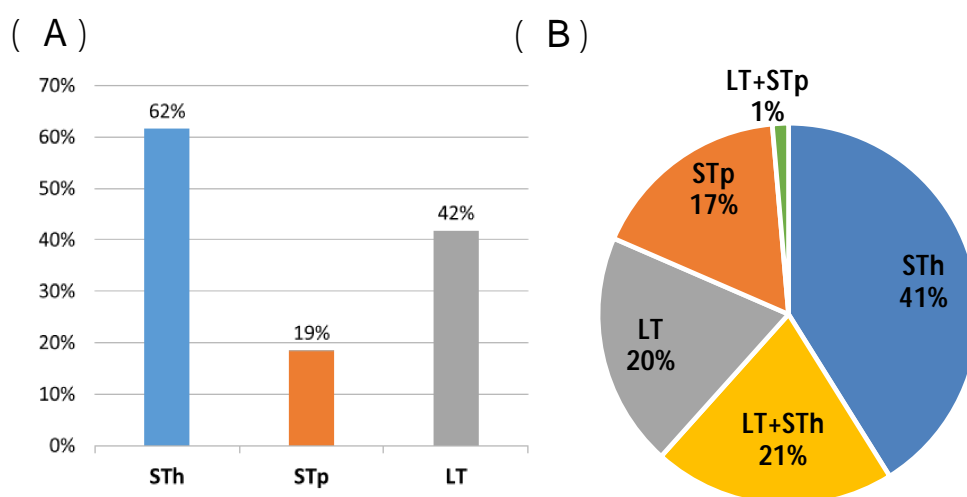 ( A )
70%
60%
50%
40%
30%
20%
10%
0%
62%
19%
42%
STh
STp
LT
( B )
LT+STp
1%
STp
17%
STh
41%
LT
20%
LT+STh
21%